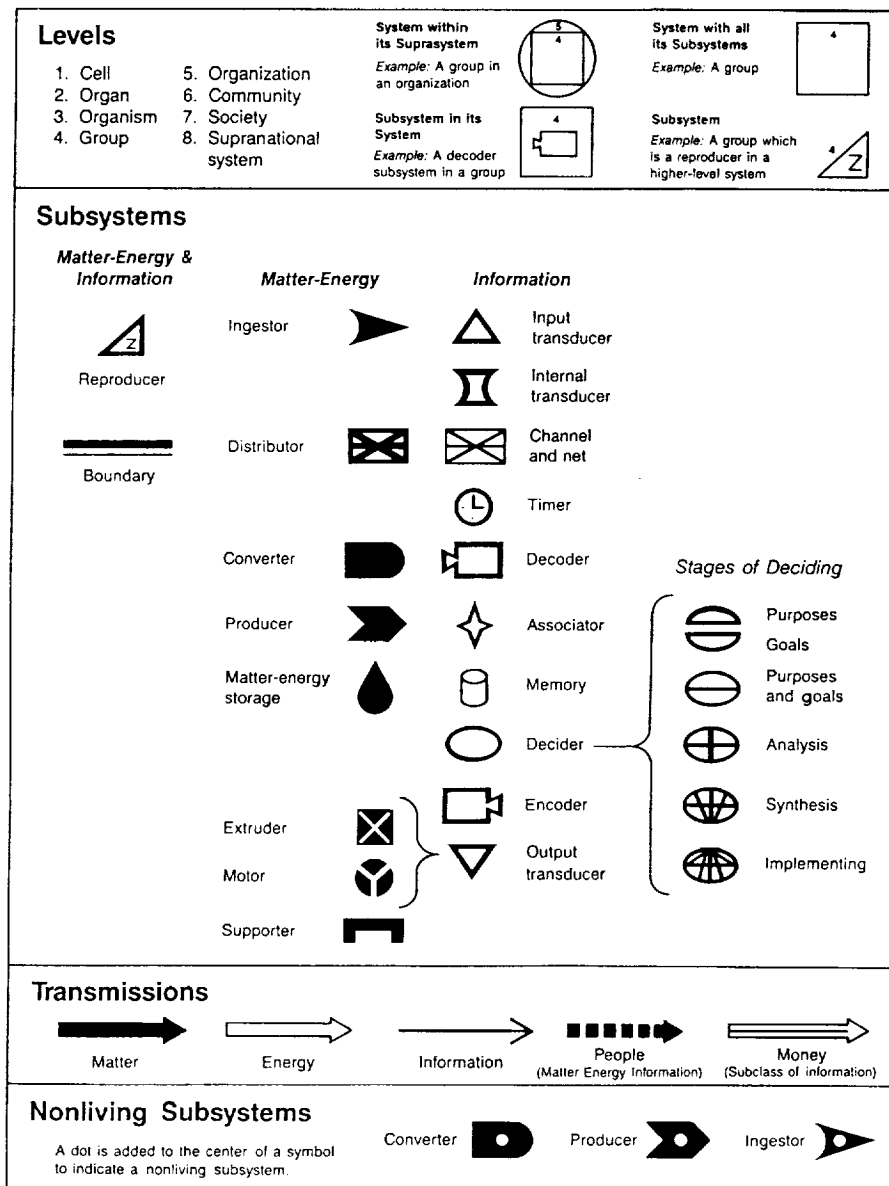 Levels
1. Cell
2. Organ
3. Organism
4. Group
5. Organization
6. Community
7. Society
8. Supranational
system
System within
its Suprasystem
Example: A group in
an organization
5
4
System with all
its Subsystems
Example: A group
4
Subsystem in its
System
Example: A decoder
subsystem in a group
4
Subsystem
Example: A group which
is a reproducer in a
higher-level system
4
Z
Subsystems
Matter-Energy &
Information
Matter-Energy
Information
Z
Reproducer
Boundary
Ingestor
Input
transducer
Internal
transducer
Distributor
Channel
and net
Timer
Converter
Decoder
Producer
Associator
Matter-energy
storage
Memory
Decider
Extruder
Encoder
Motor
Output
transducer
Supporter
Stages of Deciding
Purposes
Goals
Purposes
and goals
Analysis
Synthesis
Implementing
Transmissions
Matter
Energy
Information
People
(Matter Energy Information)
Money
(Subclass of information)
Nonliving Subsystems
A dot is added to the center of a symbol
to indicate a nonliving subsystem.
Converter
Producer
Ingestor